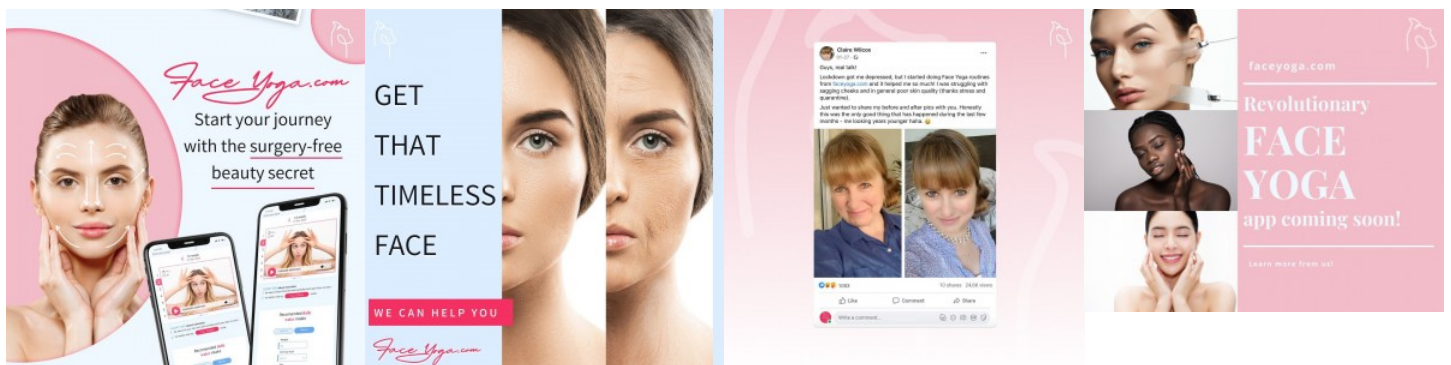 Face Yoga.com
Start your journey
with the surgery-free
beauty secret
GET
THAT
TIMELESS
FACE
WE CAN HELP YOU
Face Yoga.com
Claire Wilcox
Guys, real talk!
Lockdown got me depressed, but I started doing Face Yoga routines
from faceyoga.com and it helped me so much! I was struggling with
sagging cheeks and in general poor skin quality (thanks stress and
quarantine).
Just wanted to share my before and after pics with you. Honestly
this was the only good thing that has happened during the last few
months - me looking years younger haha. 😅
Like
Comment
Share
Write a comment...
faceyoga.com
Revolutionary
FACE
YOGA
app coming soon!
Learn more from us!